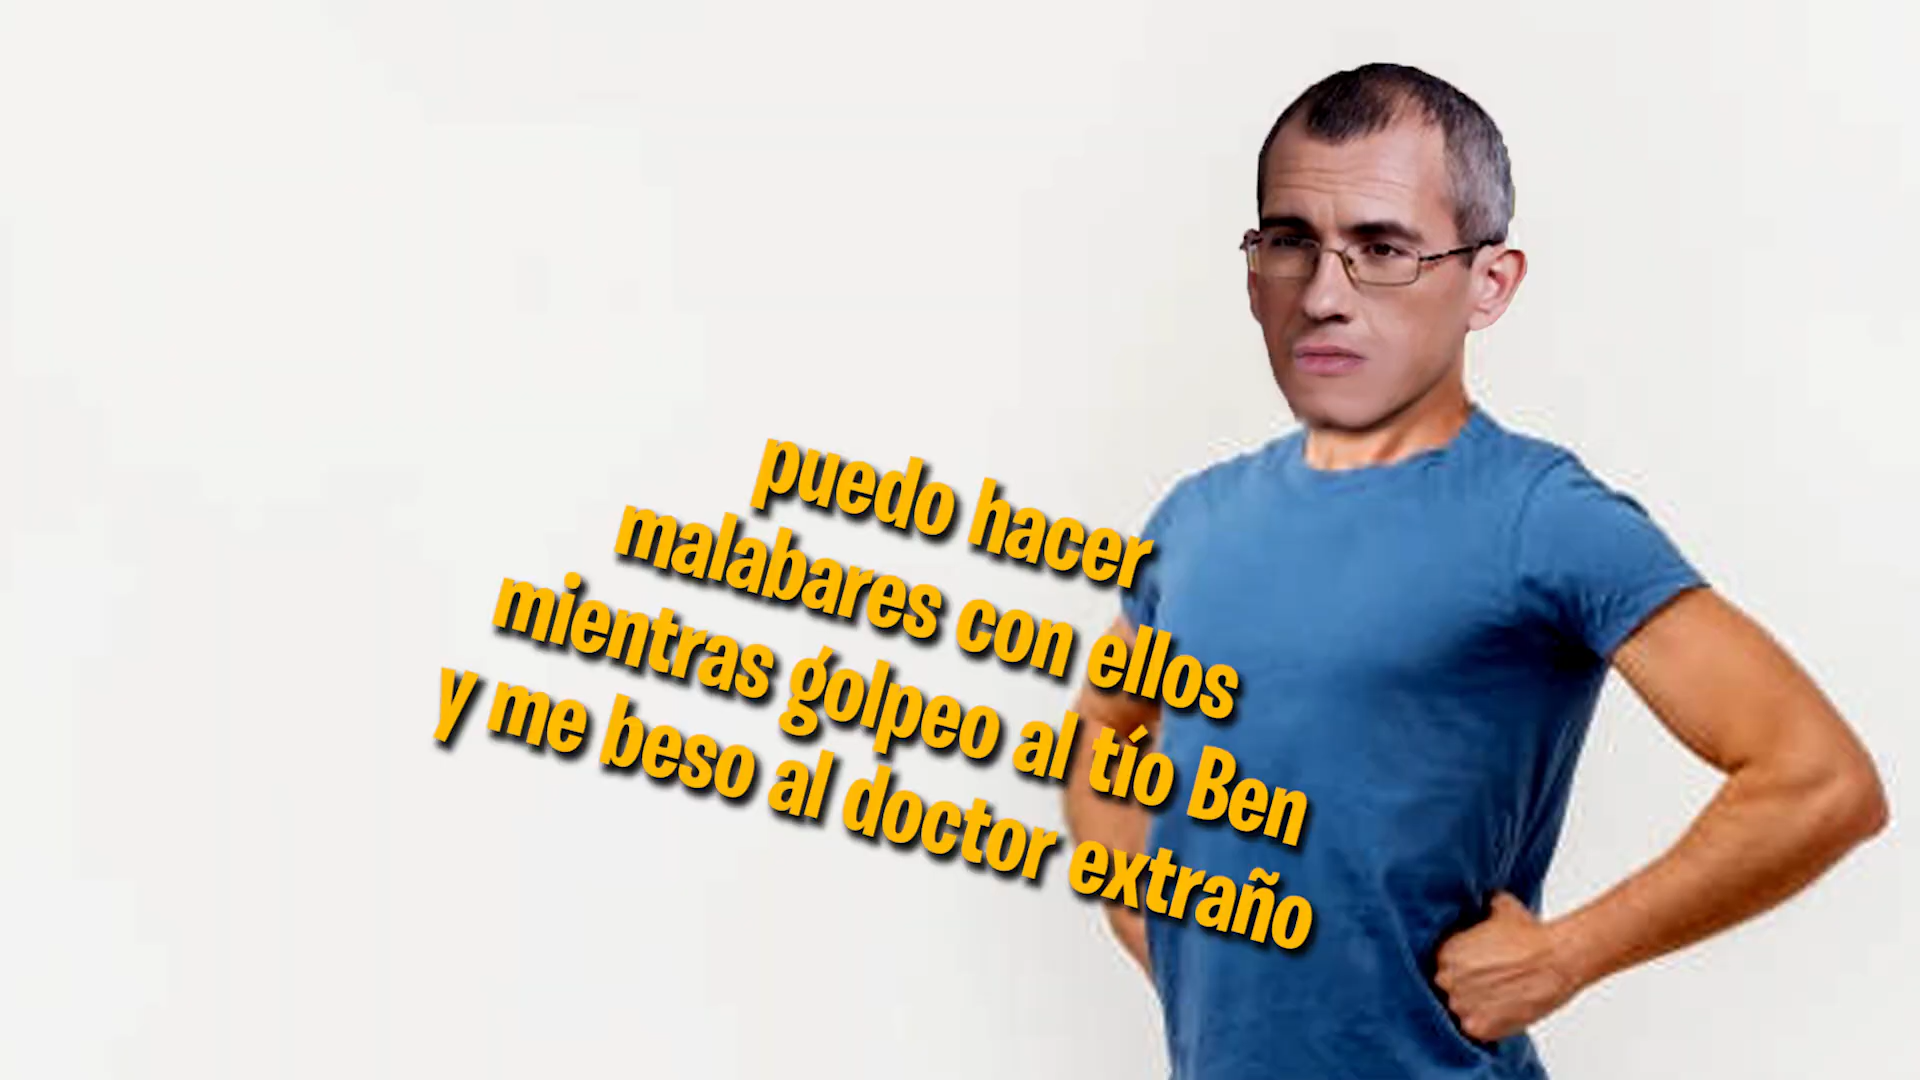 puedo hacer
malabares con ellos
mientras golpeo al tío Ben
y me beso al doctor extraño